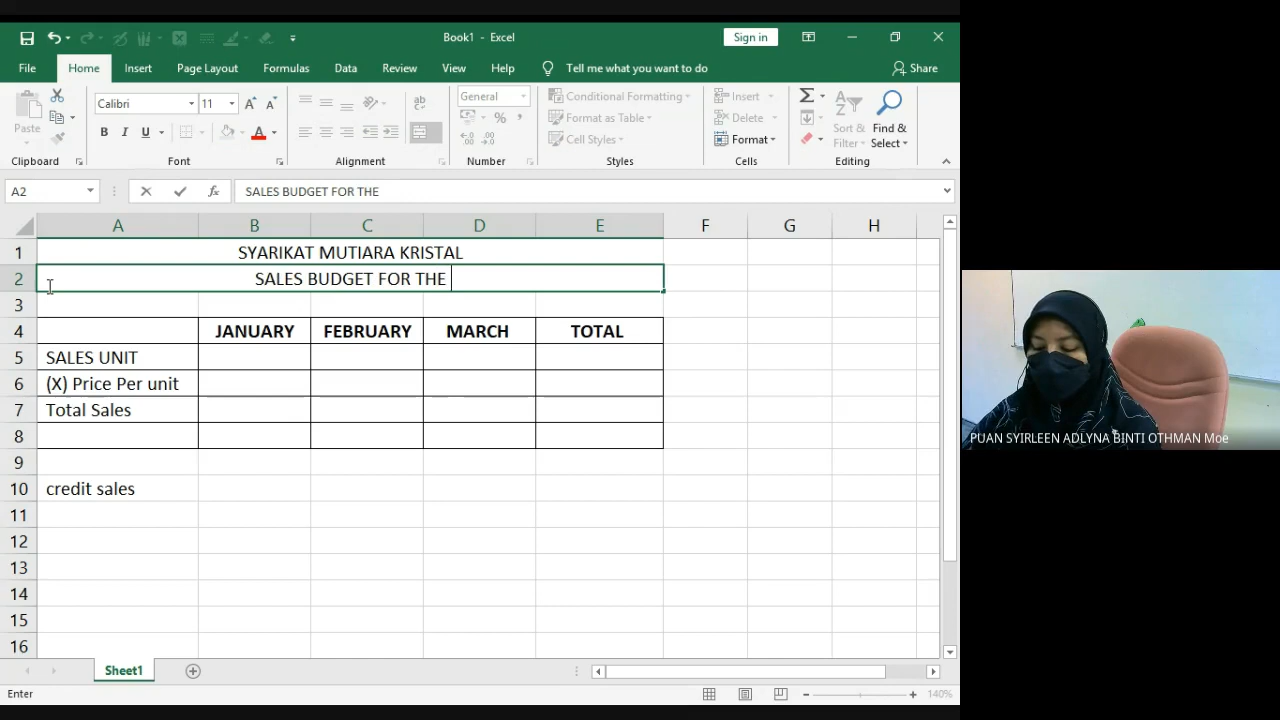 Book1 - Excel
Sign in
File Home Insert Page Layout Formulas Data Review View Help Tell me what you want to do Share
Paste
Calibri 11
B I U
General
Conditional Formatting
Format as Table
Cell Styles
Insert
Delete
Format
Sort & Filter
Find & Select
Clipboard Font Alignment Number Styles Cells Editing
A2 fx SALES BUDGET FOR THE
A B C D E F G H
1 SYARIKAT MUTIARA KRISTAL
2 SALES BUDGET FOR THE
3
4 JANUARY FEBRUARY MARCH TOTAL
5 SALES UNIT
6 (X) Price Per unit
7 Total Sales
8
9
10 credit sales
11
12
13
14
15
16
Sheet1
Enter 140%
PUAN SYIRLEEN ADLYNA BINTI OTHMAN Moe